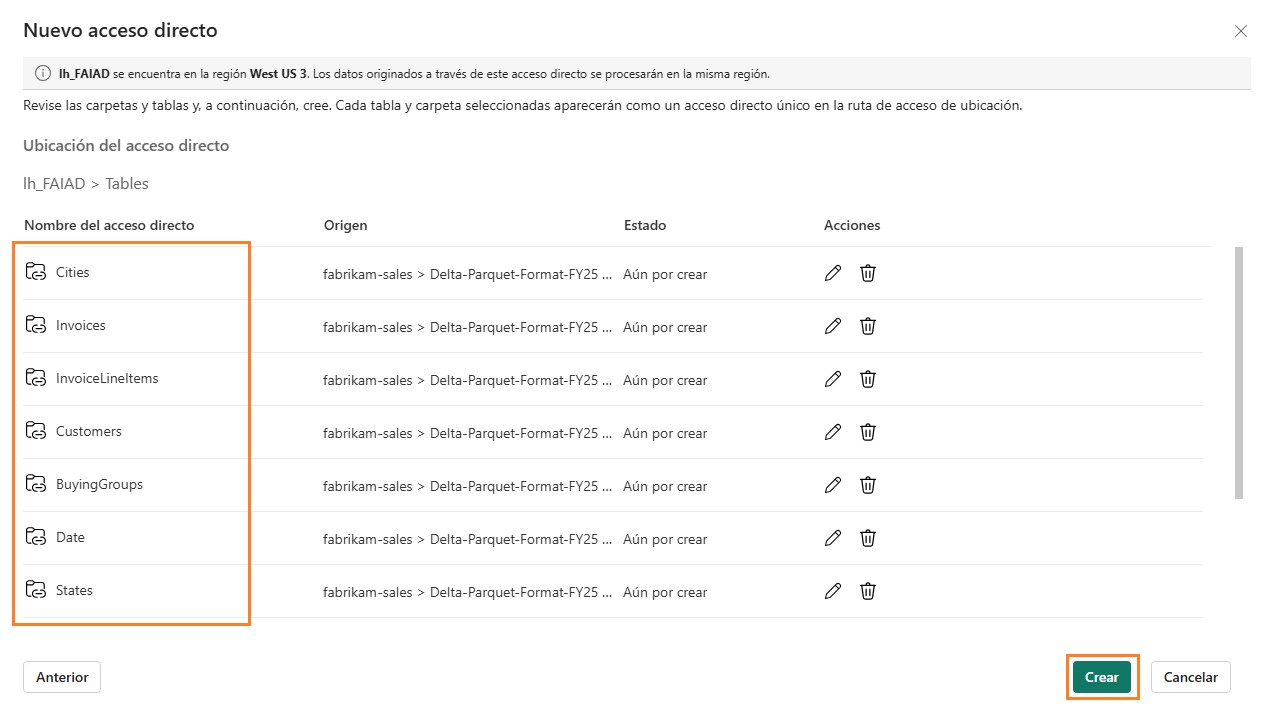 Nuevo acceso directo
lh_FAIAD se encuentra en la región West US 3. Los datos originados a través de este acceso directo se procesarán en la misma región.
Revise las carpetas y tablas y, a continuación, cree. Cada tabla y carpeta seleccionadas aparecerán como un acceso directo único en la ruta de acceso de ubicación.
Ubicación del acceso directo
lh_FAIAD > Tables
Nombre del acceso directo Origen Estado Acciones
Cities fabrikam-sales > Delta-Parquet-Format-FY25 ... Aún por crear
Invoices fabrikam-sales > Delta-Parquet-Format-FY25 ... Aún por crear
InvoiceLineItems fabrikam-sales > Delta-Parquet-Format-FY25 ... Aún por crear
Customers fabrikam-sales > Delta-Parquet-Format-FY25 ... Aún por crear
BuyingGroups fabrikam-sales > Delta-Parquet-Format-FY25 ... Aún por crear
Date fabrikam-sales > Delta-Parquet-Format-FY25 ... Aún por crear
States fabrikam-sales > Delta-Parquet-Format-FY25 ... Aún por crear
Anterior Crear Cancelar